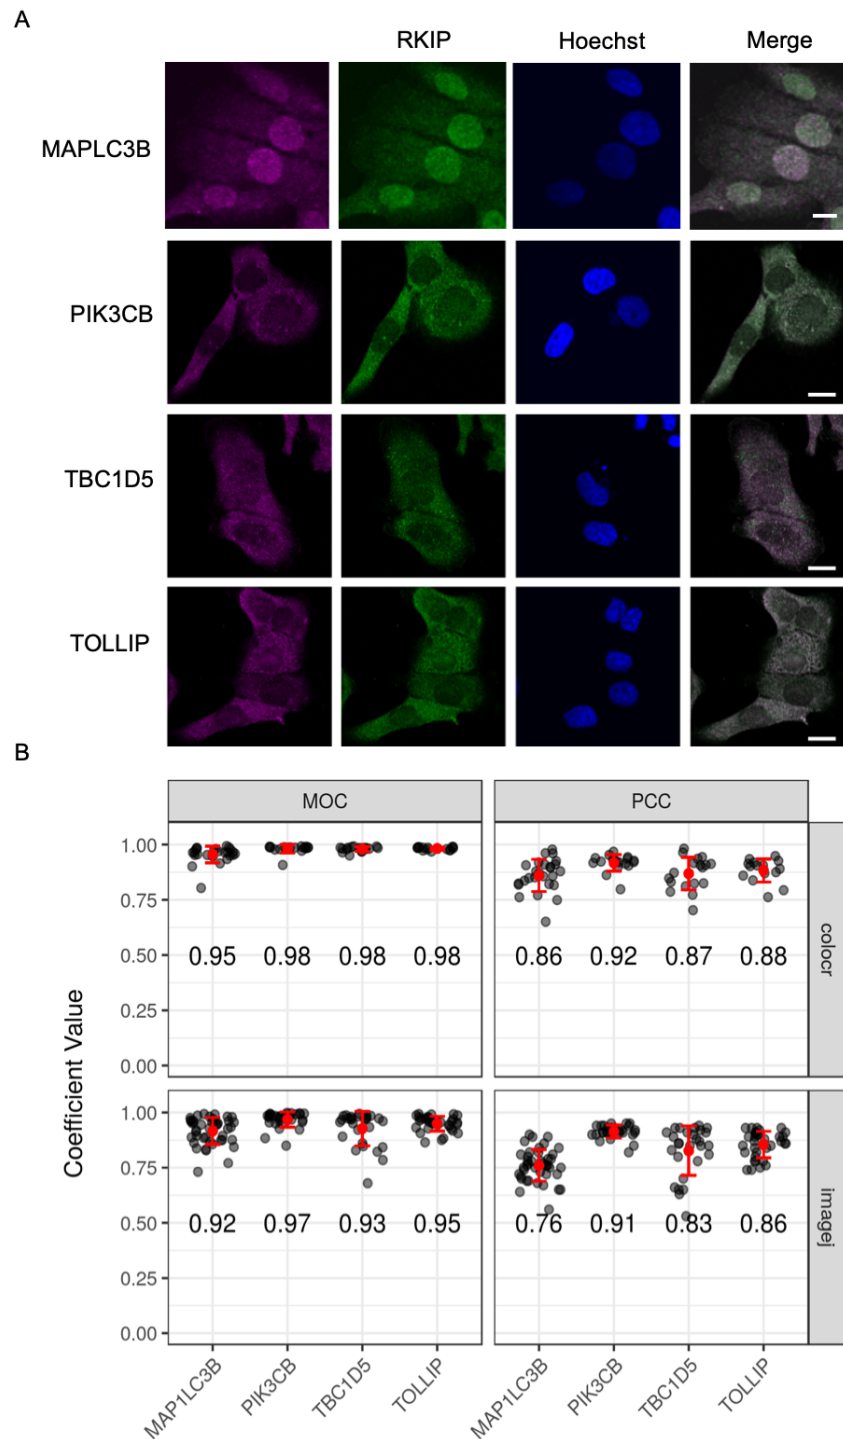 A
RKIP Hoechst Merge
MAPLC3B
PIK3CB
TBC1D5
TOLLIP
B
MOC PCC
Coefficient Value
1.00
0.75
0.50
0.25
0.00
0.95 0.98 0.98 0.98
0.86 0.92 0.87 0.88
colocr
1.00
0.75
0.50
0.25
0.00
0.92 0.97 0.93 0.95
0.76 0.91 0.83 0.86
imagej
MAP1LC3B PIK3CB TBC1D5 TOLLIP
MAP1LC3B PIK3CB TBC1D5 TOLLIP